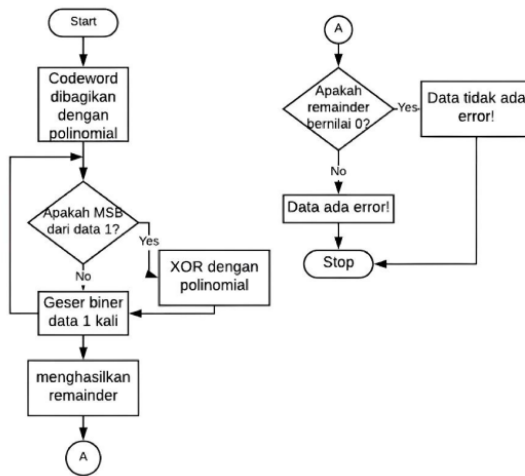 Start
Codeword
dibagikan
dengan
polinomial
Apakah MSB
dari data 1?
Yes
No
XOR dengan
polinomial
Geser biner
data 1 kali
menghasilkan
remainder
A
A
Apakah
remainder
bernilai 0?
Yes
Data tidak ada
error!
No
Data ada error!
Stop